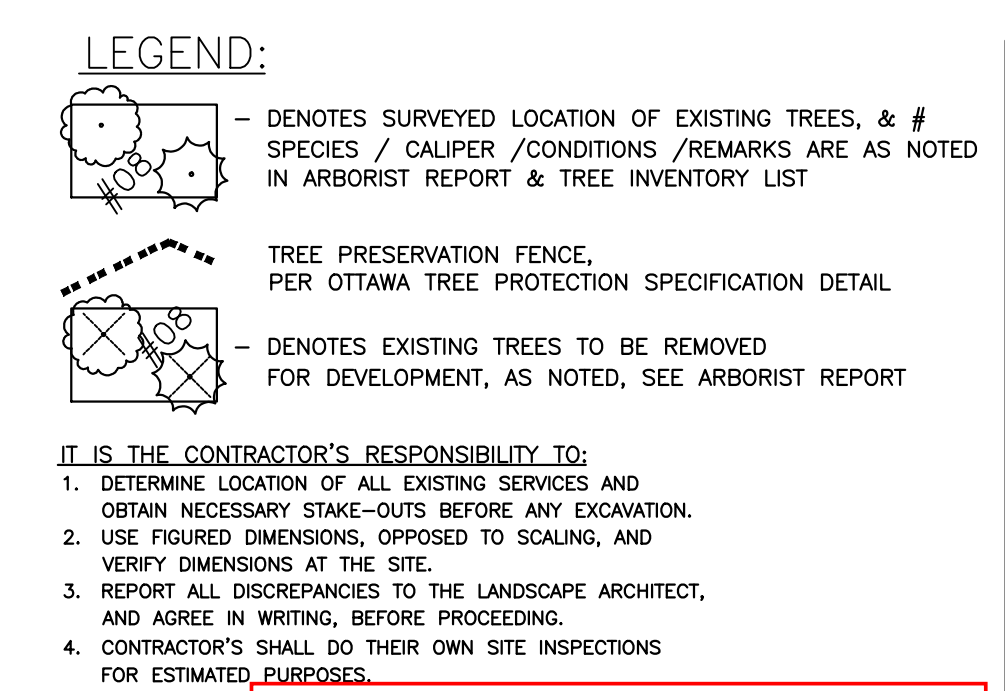 LEGEND:
– DENOTES SURVEYED LOCATION OF EXISTING TREES, & #
SPECIES / CALIPER /CONDITIONS /REMARKS ARE AS NOTED
IN ARBORIST REPORT & TREE INVENTORY LIST
TREE PRESERVATION FENCE,
PER OTTAWA TREE PROTECTION SPECIFICATION DETAIL
– DENOTES EXISTING TREES TO BE REMOVED
FOR DEVELOPMENT, AS NOTED, SEE ARBORIST REPORT
IT IS THE CONTRACTOR'S RESPONSIBILITY TO:
1. DETERMINE LOCATION OF ALL EXISTING SERVICES AND
OBTAIN NECESSARY STAKE–OUTS BEFORE ANY EXCAVATION.
2. USE FIGURED DIMENSIONS, OPPOSED TO SCALING, AND
VERIFY DIMENSIONS AT THE SITE.
3. REPORT ALL DISCREPANCIES TO THE LANDSCAPE ARCHITECT,
AND AGREE IN WRITING, BEFORE PROCEEDING.
4. CONTRACTOR'S SHALL DO THEIR OWN SITE INSPECTIONS
FOR ESTIMATED PURPOSES.